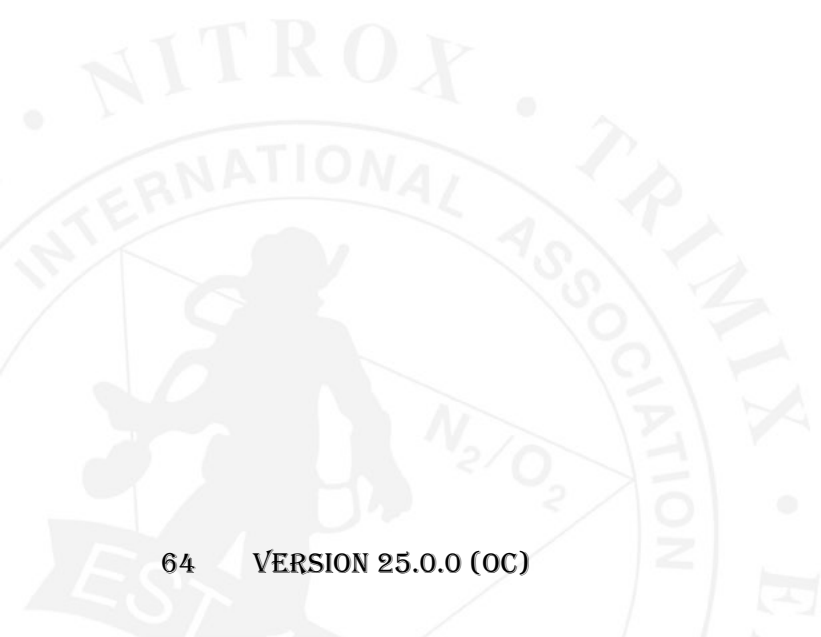 • NITROX • TRIMIX •
INTERNATIONAL ASSOCIATION
N₂/O₂
EST
64 VERSION 25.0.0 (OC)